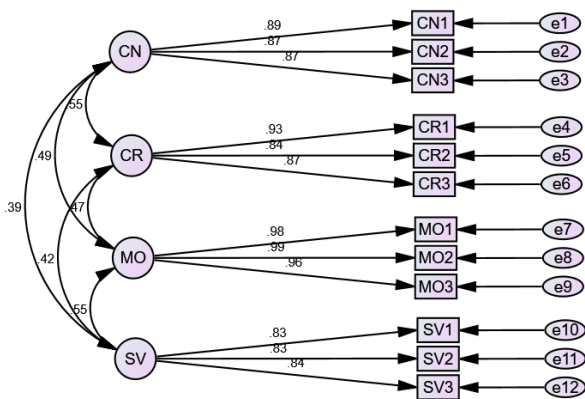 .89
CN1
e1
.87
CN
CN2
e2
.87
CN3
e3
.55
.93
CR1
e4
.84
.49
CR
CR2
e5
.87
CR3
e6
.39
.47
.98
MO1
e7
.42
.99
MO
MO2
e8
.96
MO3
e9
.55
.83
SV1
e10
.83
SV
SV2
e11
.84
SV3
e12